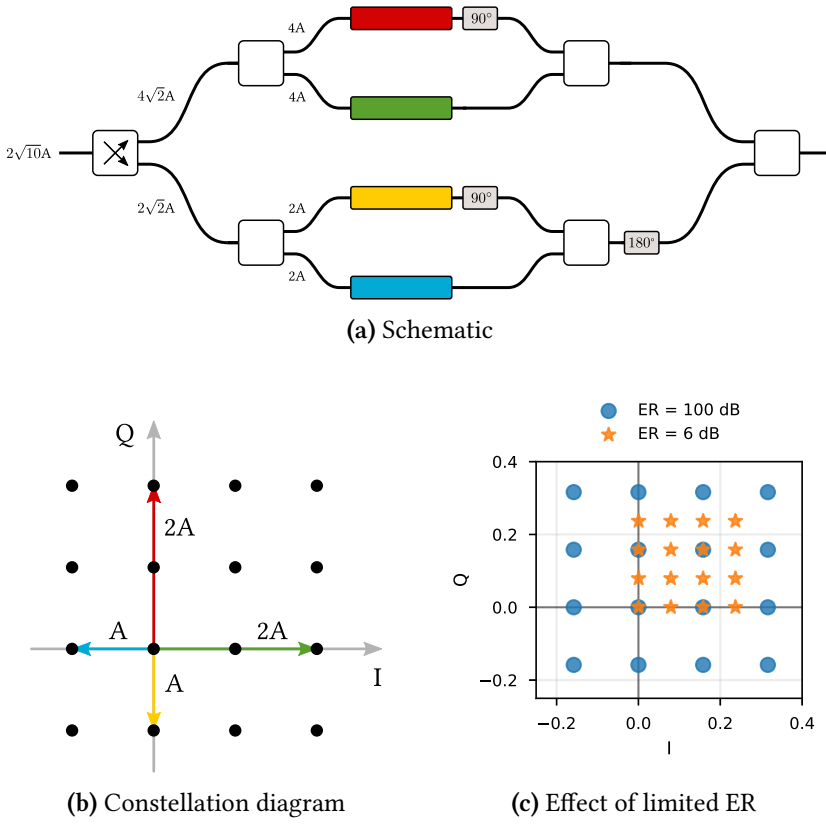 4A
90°
4√2A
4A
2√10A
2√2A
2A
90°
180°
2A
(a) Schematic
ER = 100 dB
ER = 6 dB
Q
2A
A
2A
A
I
0.4
0.2
0.0
−0.2
Q
−0.2
0.0
0.2
0.4
I
(b) Constellation diagram
(c) Effect of limited ER